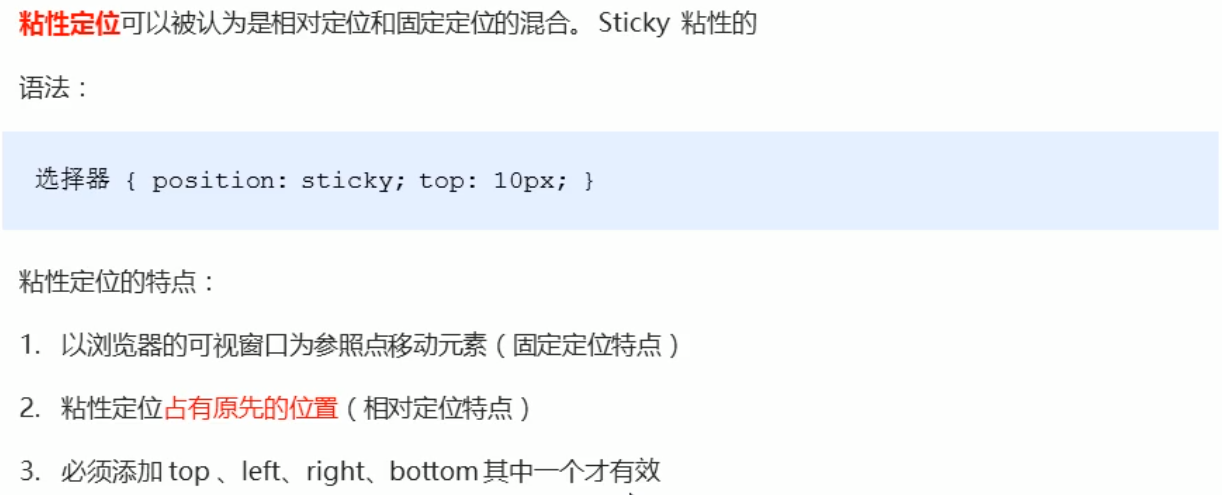 粘性定位可以被认为是相对定位和固定定位的混合。 Sticky 粘性的
语法：
选择器 { position: sticky; top: 10px; }
粘性定位的特点：
1. 以浏览器的可视窗口为参照点移动元素（固定定位特点）
2. 粘性定位占有原先的位置（相对定位特点）
3. 必须添加 top 、left、right、bottom 其中一个才有效